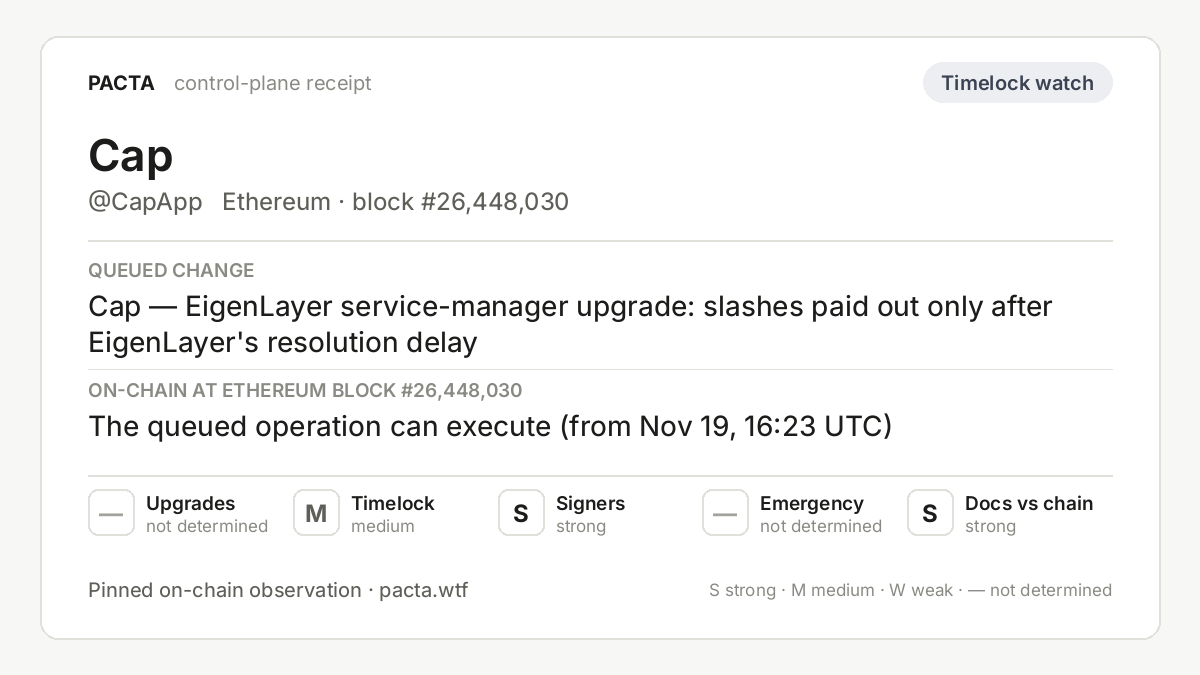 PACTA control-plane receipt
Timelock watch
Cap
@CapApp Ethereum · block #26,448,030
QUEUED CHANGE
Cap — EigenLayer service-manager upgrade: slashes paid out only after
EigenLayer's resolution delay
ON-CHAIN AT ETHEREUM BLOCK #26,448,030
The queued operation can execute (from Nov 19, 16:23 UTC)
— Upgrades
not determined
M Timelock
medium
S Signers
strong
— Emergency
not determined
S Docs vs chain
strong
Pinned on-chain observation · pacta.wtf
S strong · M medium · W weak · — not determined